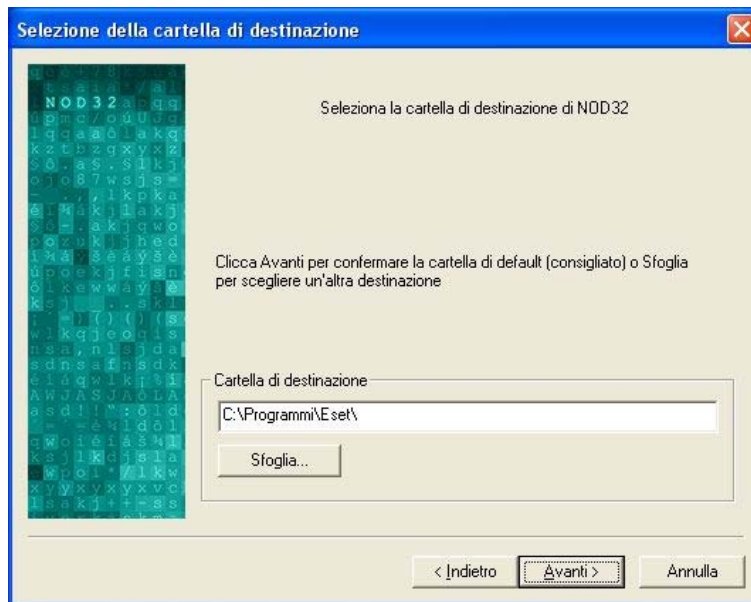 Selezione della cartella di destinazione
NOD32
Seleziona la cartella di destinazione di NOD32
Clicca Avanti per confermare la cartella di default (consigliato) o Sfoglia
per scegliere un'altra destinazione
Cartella di destinazione
C:\Programmi\Eset\
Sfoglia...
< Indietro
Avanti >
Annulla